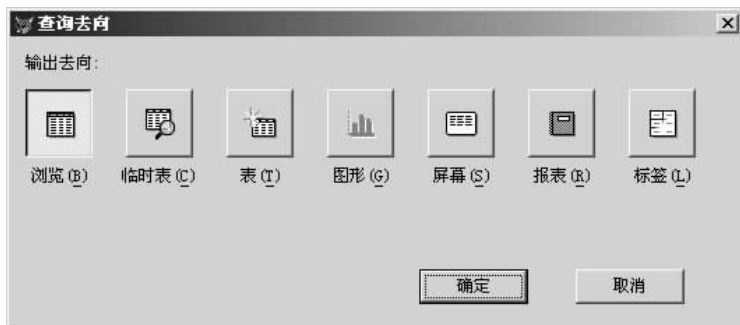 查询去向
输出去向:
浏览(B) 临时表(C) 表(T) 图形(G) 屏幕(S) 报表(R) 标签(L)
确定 取消